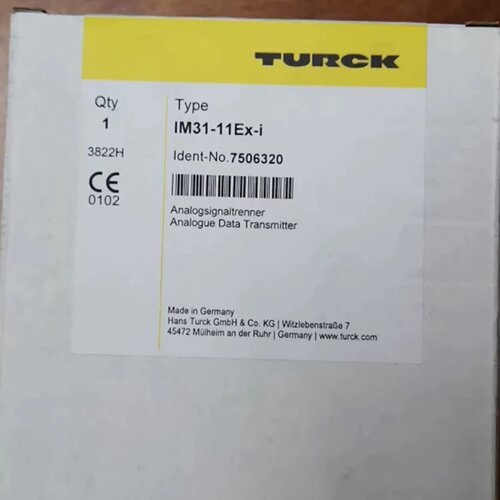 TURCK
Qty
1
3822H
CE
0102
Type
IM31-11Ex-i
Ident-No.7506320
Analogsignaltrenner
Analogue Data Transmitter
Made in Germany
Hans Turck GmbH & Co. KG | Witzlebenstraße 7
45472 Mülheim an der Ruhr | Germany | www.turck.com